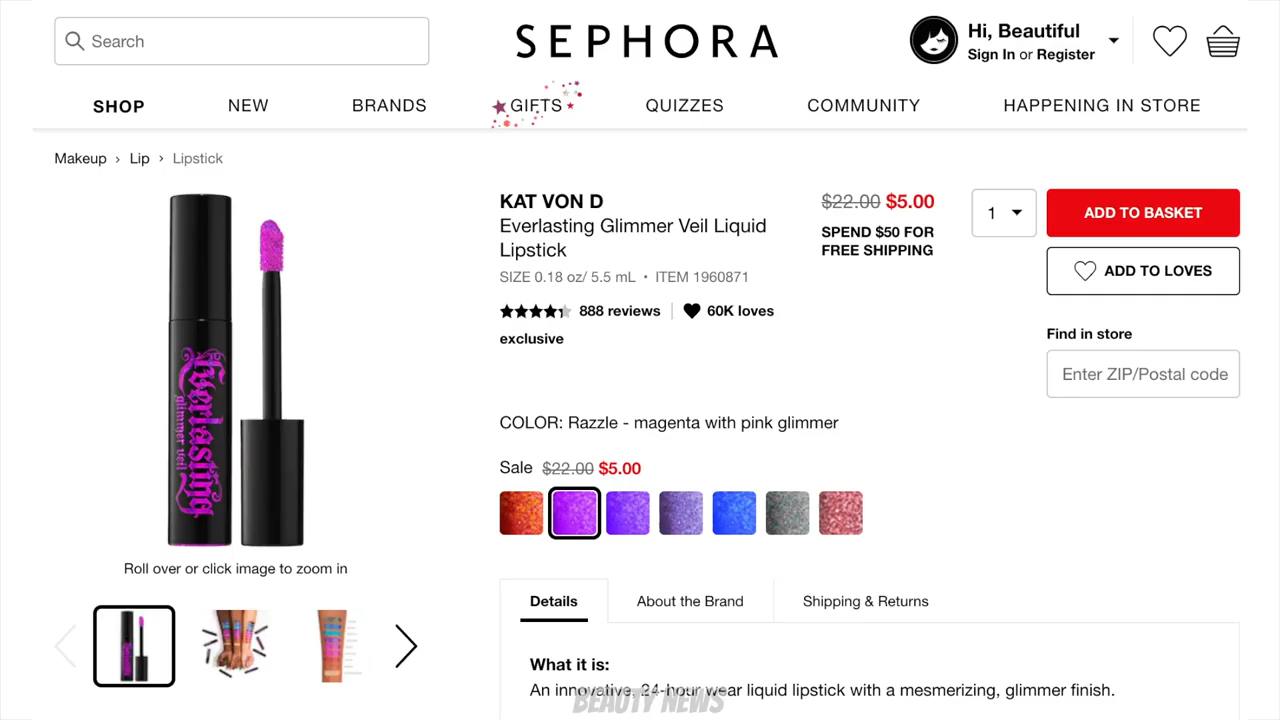 Search
SEPHORA
Hi, Beautiful
Sign In or Register
SHOP
NEW
BRANDS
GIFTS
QUIZZES
COMMUNITY
HAPPENING IN STORE
Makeup › Lip › Lipstick
Everlasting
glimmer veil
Roll over or click image to zoom in
KAT VON D
Everlasting Glimmer Veil Liquid
Lipstick
SIZE 0.18 oz/ 5.5 mL • ITEM 1960871
888 reviews
60K loves
exclusive
$22.00 $5.00
SPEND $50 FOR
FREE SHIPPING
1
ADD TO BASKET
ADD TO LOVES
Find in store
Enter ZIP/Postal code
COLOR: Razzle - magenta with pink glimmer
Sale $22.00 $5.00
Details
About the Brand
Shipping & Returns
What it is:
An innovative, 24-hour wear liquid lipstick with a mesmerizing, glimmer finish.
BEAUTY NEWS